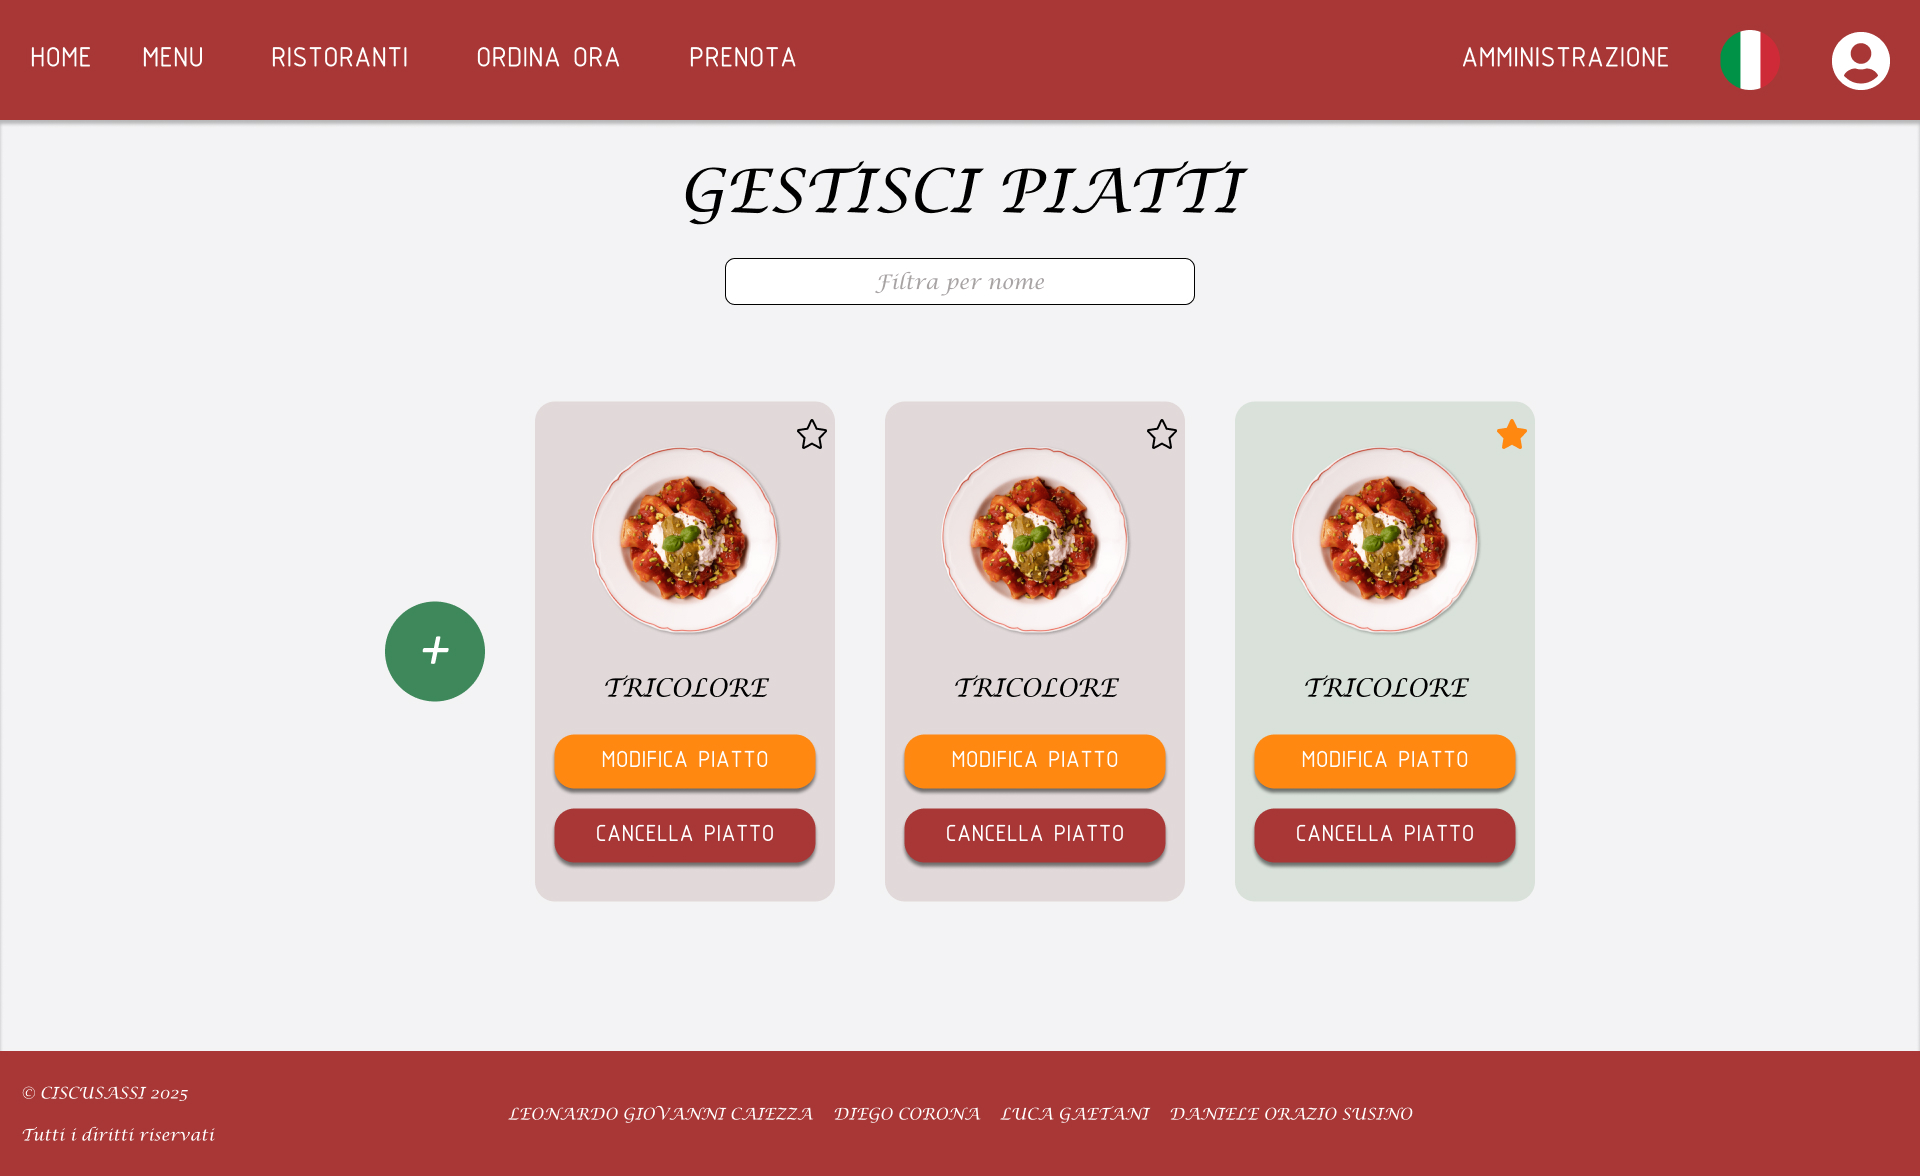 HOME MENU RISTORANTI ORDINA ORA PRENOTA AMMINISTRAZIONE
GESTISCI PIATTI
Filtra per nome
+
TRICOLORE
MODIFICA PIATTO
CANCELLA PIATTO
TRICOLORE
MODIFICA PIATTO
CANCELLA PIATTO
TRICOLORE
MODIFICA PIATTO
CANCELLA PIATTO
© CISCUSASSI 2025
Tutti i diritti riservati
LEONARDO GIOVANNI CAIEZZA DIEGO CORONA LUCA GAETANI DANIELE ORAZIO SUSINO